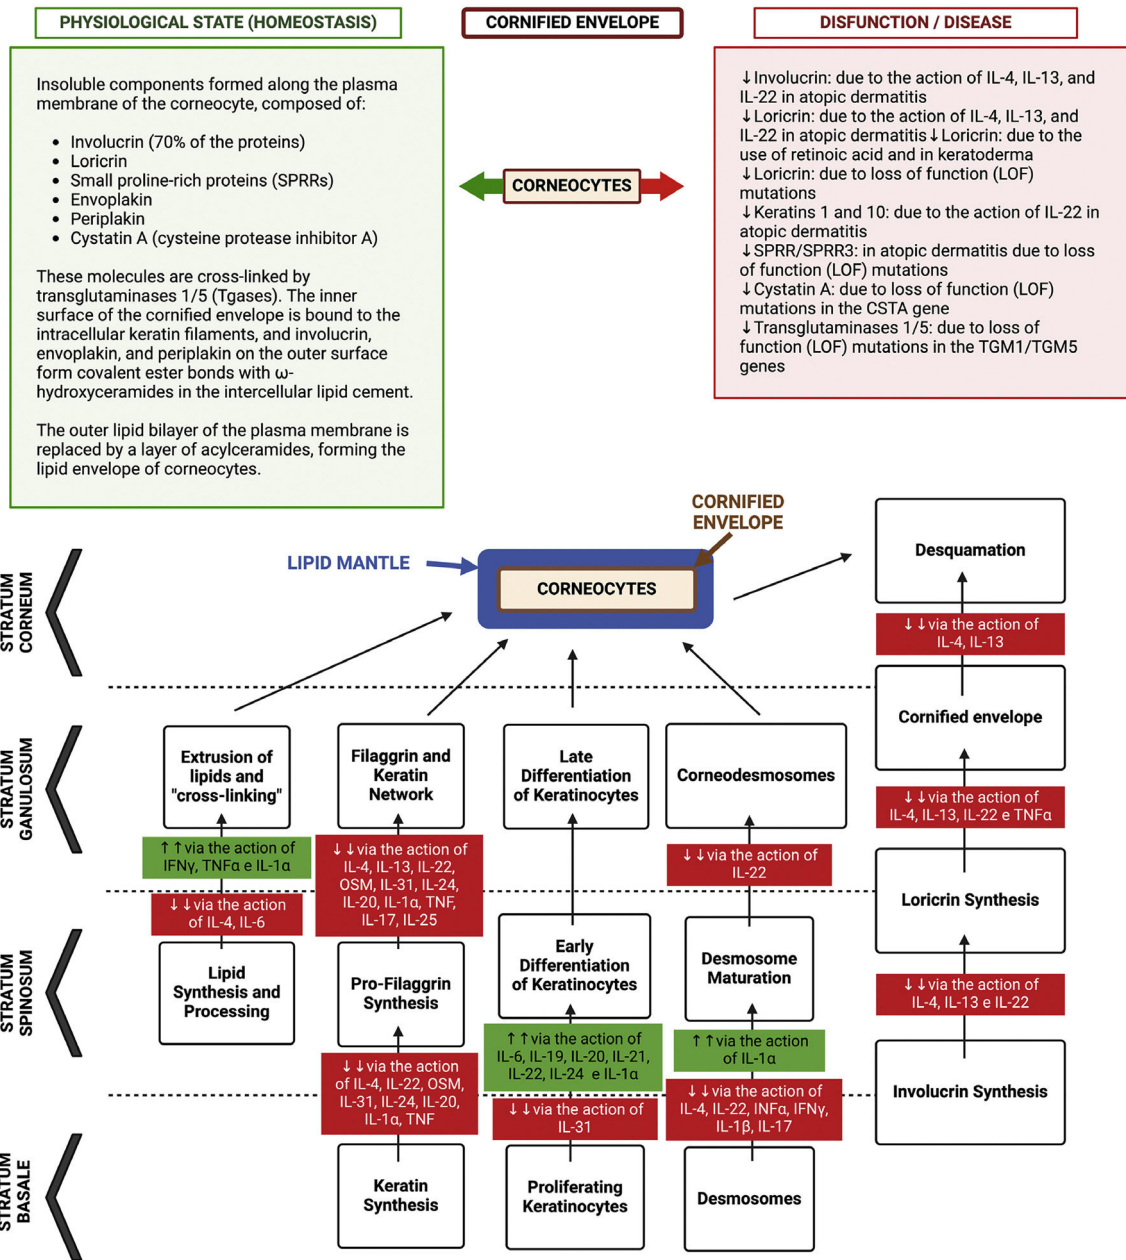 PHYSIOLOGICAL STATE (HOMEOSTASIS)
CORNIFIED ENVELOPE
DISFUNCTION / DISEASE
Insoluble components formed along the plasma
membrane of the corneocyte, composed of:
• Involucrin (70% of the proteins)
• Loricrin
• Small proline-rich proteins (SPRRs)
• Envoplakin
• Periplakin
• Cystatin A (cysteine protease inhibitor A)
These molecules are cross-linked by
transglutaminases 1/5 (Tgases). The inner
surface of the cornified envelope is bound to the
intracellular keratin filaments, and involucrin,
envoplakin, and periplakin on the outer surface
form covalent ester bonds with ω-
hydroxyceramides in the intercellular lipid cement.
The outer lipid bilayer of the plasma membrane is
replaced by a layer of acylceramides, forming the
lipid envelope of corneocytes.
CORNEOCYTES
↓Involucrin: due to the action of IL-4, IL-13, and
IL-22 in atopic dermatitis
↓Loricrin: due to the action of IL-4, IL-13, and
IL-22 in atopic dermatitis↓Loricrin: due to the
use of retinoic acid and in keratoderma
↓Loricrin: due to loss of function (LOF)
mutations
↓Keratins 1 and 10: due to the action of IL-22 in
atopic dermatitis
↓SPRR/SPRR3: in atopic dermatitis due to loss
of function (LOF) mutations
↓Cystatin A: due to loss of function (LOF)
mutations in the CSTA gene
↓Transglutaminases 1/5: due to loss of
function (LOF) mutations in the TGM1/TGM5
genes
STRATUM
CORNEUM
LIPID MANTLE
CORNIFIED
ENVELOPE
CORNEOCYTES
Desquamation
↓↓via the action of
IL-4, IL-13
Cornified envelope
STRATUM
GANULOSUM
Extrusion of
lipids and
"cross-linking"
Filaggrin and
Keratin
Network
Late
Differentiation
of Keratinocytes
Corneodesmosomes
↓↓via the action of
IL-4, IL-13, IL-22 e TNFα
↑↑via the action of
IFNγ, TNFα e IL-1α
↓↓via the action of
IL-4, IL-13, IL-22,
OSM, IL-31, IL-24,
IL-20, IL-1α, TNF,
IL-17, IL-25
↓↓via the action of
IL-22
Loricrin Synthesis
↓↓via the action
of IL-4, IL-6
STRATUM
SPINOSUM
Lipid
Synthesis and
Processing
Pro-Filaggrin
Synthesis
Early
Differentiation
of Keratinocytes
Desmosome
Maturation
↓↓via the action of
IL-4, IL-13 e IL-22
↓↓via the action
of IL-4, IL-22, OSM,
IL-31, IL-24, IL-20,
IL-1α, TNF
↑↑via the action of
IL-6, IL-19, IL-20, IL-21,
IL-22, IL-24 e IL-1α
↑↑via the action
of IL-1α
Involucrin Synthesis
↓↓via the action of
IL-31
↓↓via the action of
IL-4, IL-22, INFα, IFNγ,
IL-1β, IL-17
STRATUM
BASALE
Keratin
Synthesis
Proliferating
Keratinocytes
Desmosomes